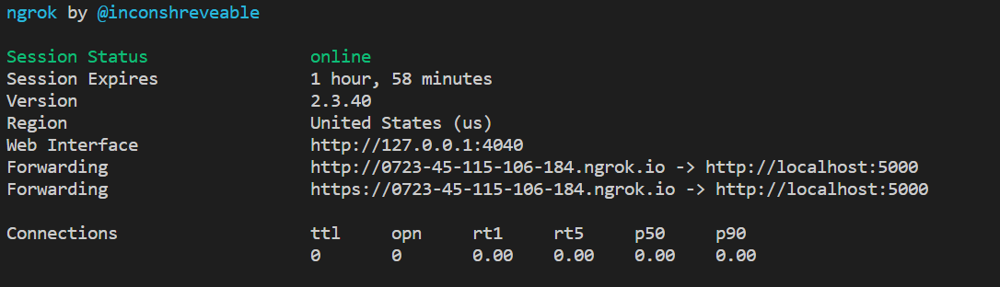 ngrok by @inconshreveable
Session Status online
Session Expires 1 hour, 58 minutes
Version 2.3.40
Region United States (us)
Web Interface http://127.0.0.1:4040
Forwarding http://0723-45-115-106-184.ngrok.io -> http://localhost:5000
Forwarding https://0723-45-115-106-184.ngrok.io -> http://localhost:5000
Connections ttl opn rt1 rt5 p50 p90
0 0 0.00 0.00 0.00 0.00